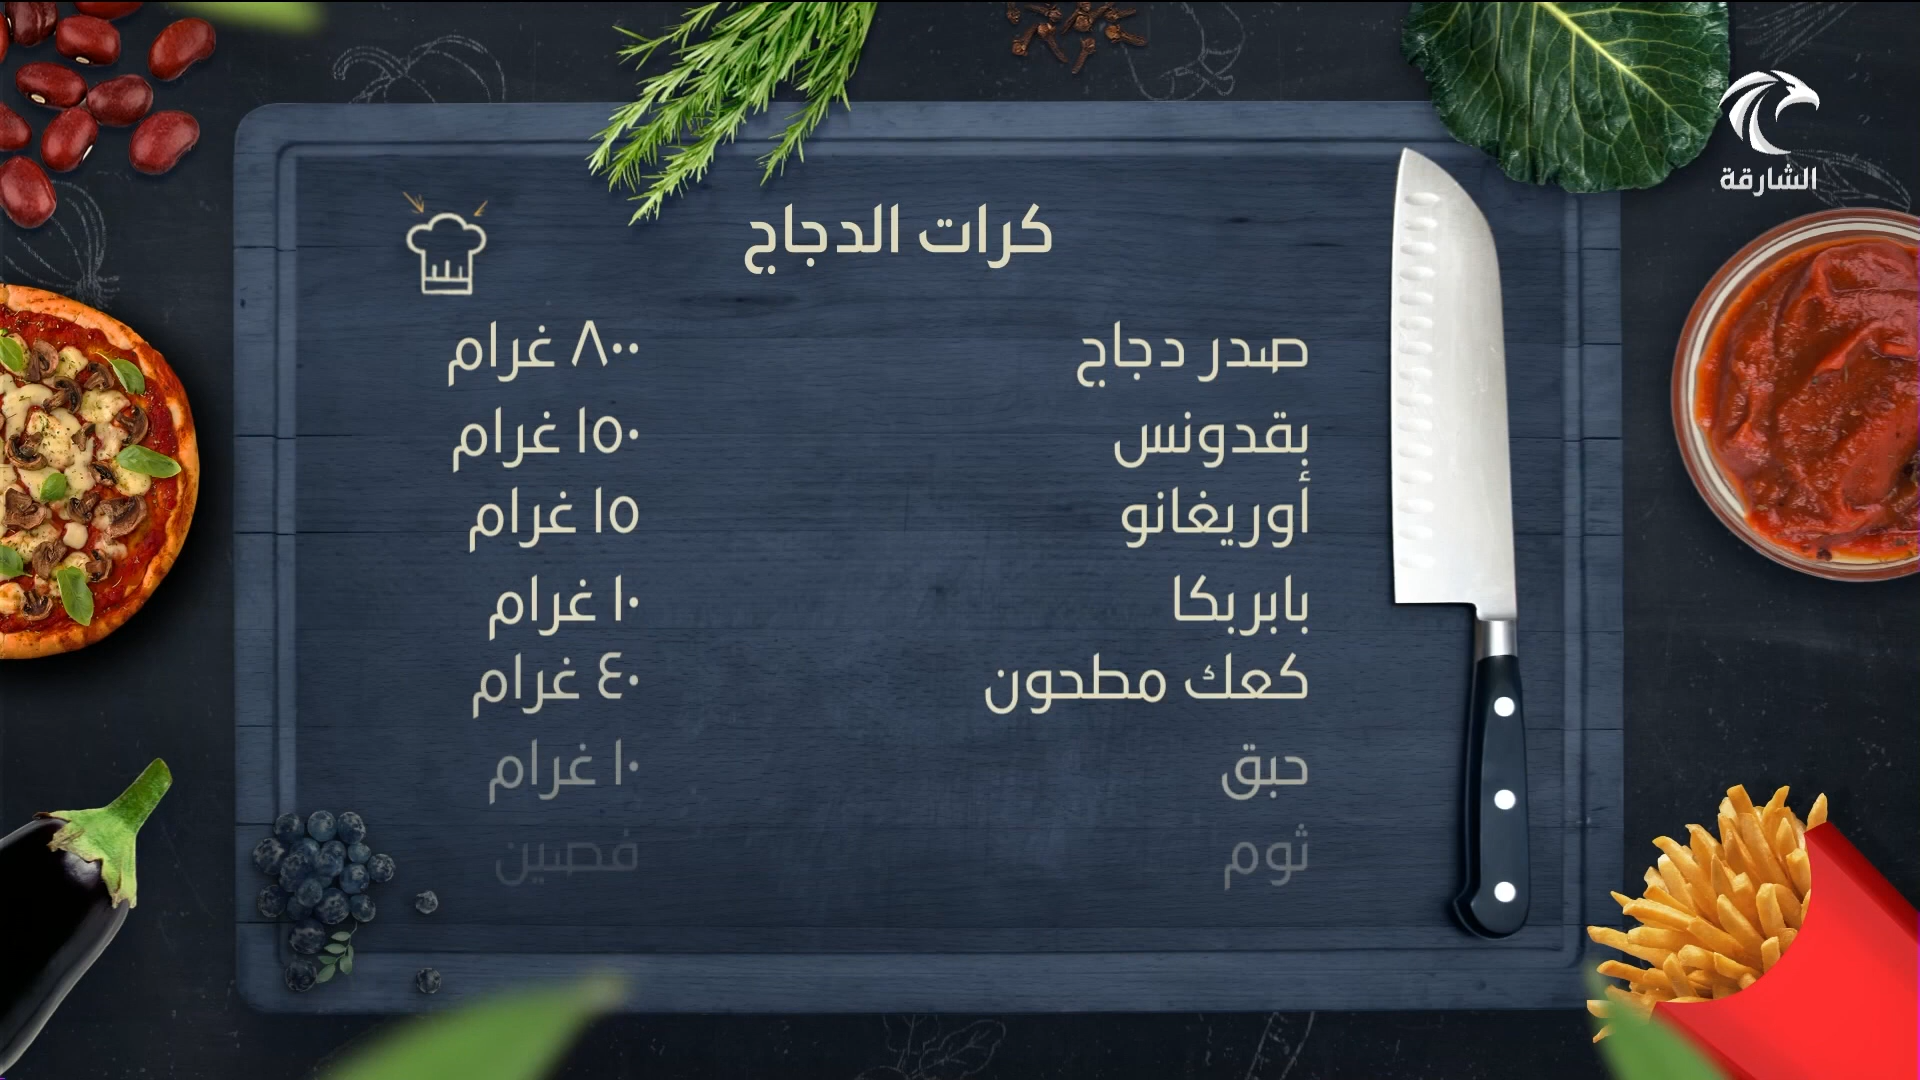 الشارقة
كرات الدجاج
صدر دجاج ٨٠٠ غرام
بقدونس ١٥٠ غرام
أوريغانو ١٥ غرام
بابريكا ١٠ غرام
كعك مطحون ٤٠ غرام
حبق ١٠ غرام
ثوم فصين